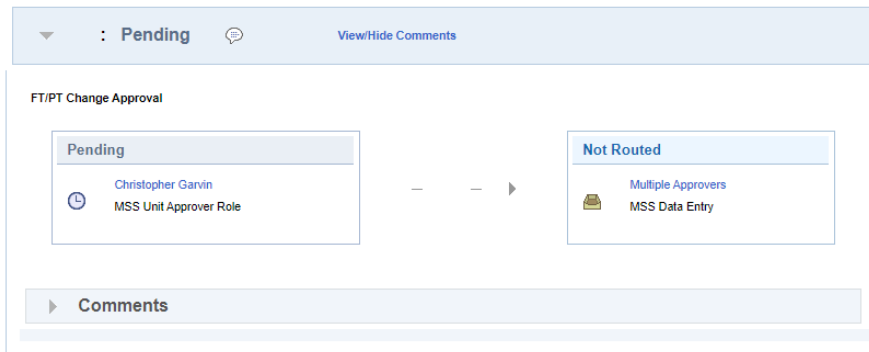 : Pending View/Hide Comments
FT/PT Change Approval
Pending
Christopher Garvin
MSS Unit Approver Role
Not Routed
Multiple Approvers
MSS Data Entry
Comments